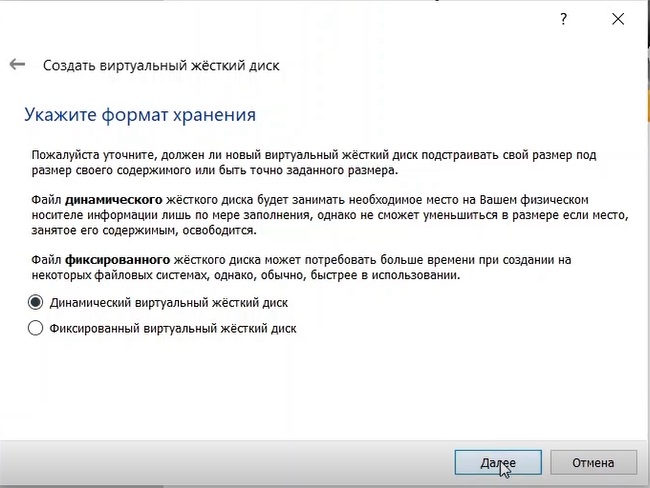 ?
Создать виртуальный жёсткий диск
Укажите формат хранения
Пожалуйста уточните, должен ли новый виртуальный жёсткий диск подстраивать свой размер под
размер своего содержимого или быть точно заданного размера.
Файл динамического жёсткого диска будет занимать необходимое место на Вашем физическом
носителе информации лишь по мере заполнения, однако не сможет уменьшиться в размере если место,
занятое его содержимым, освободится.
Файл фиксированного жёсткого диска может потребовать больше времени при создании на
некоторых файловых системах, однако, обычно, быстрее в использовании.
Динамический виртуальный жёсткий диск
Фиксированный виртуальный жёсткий диск
Далее Отмена